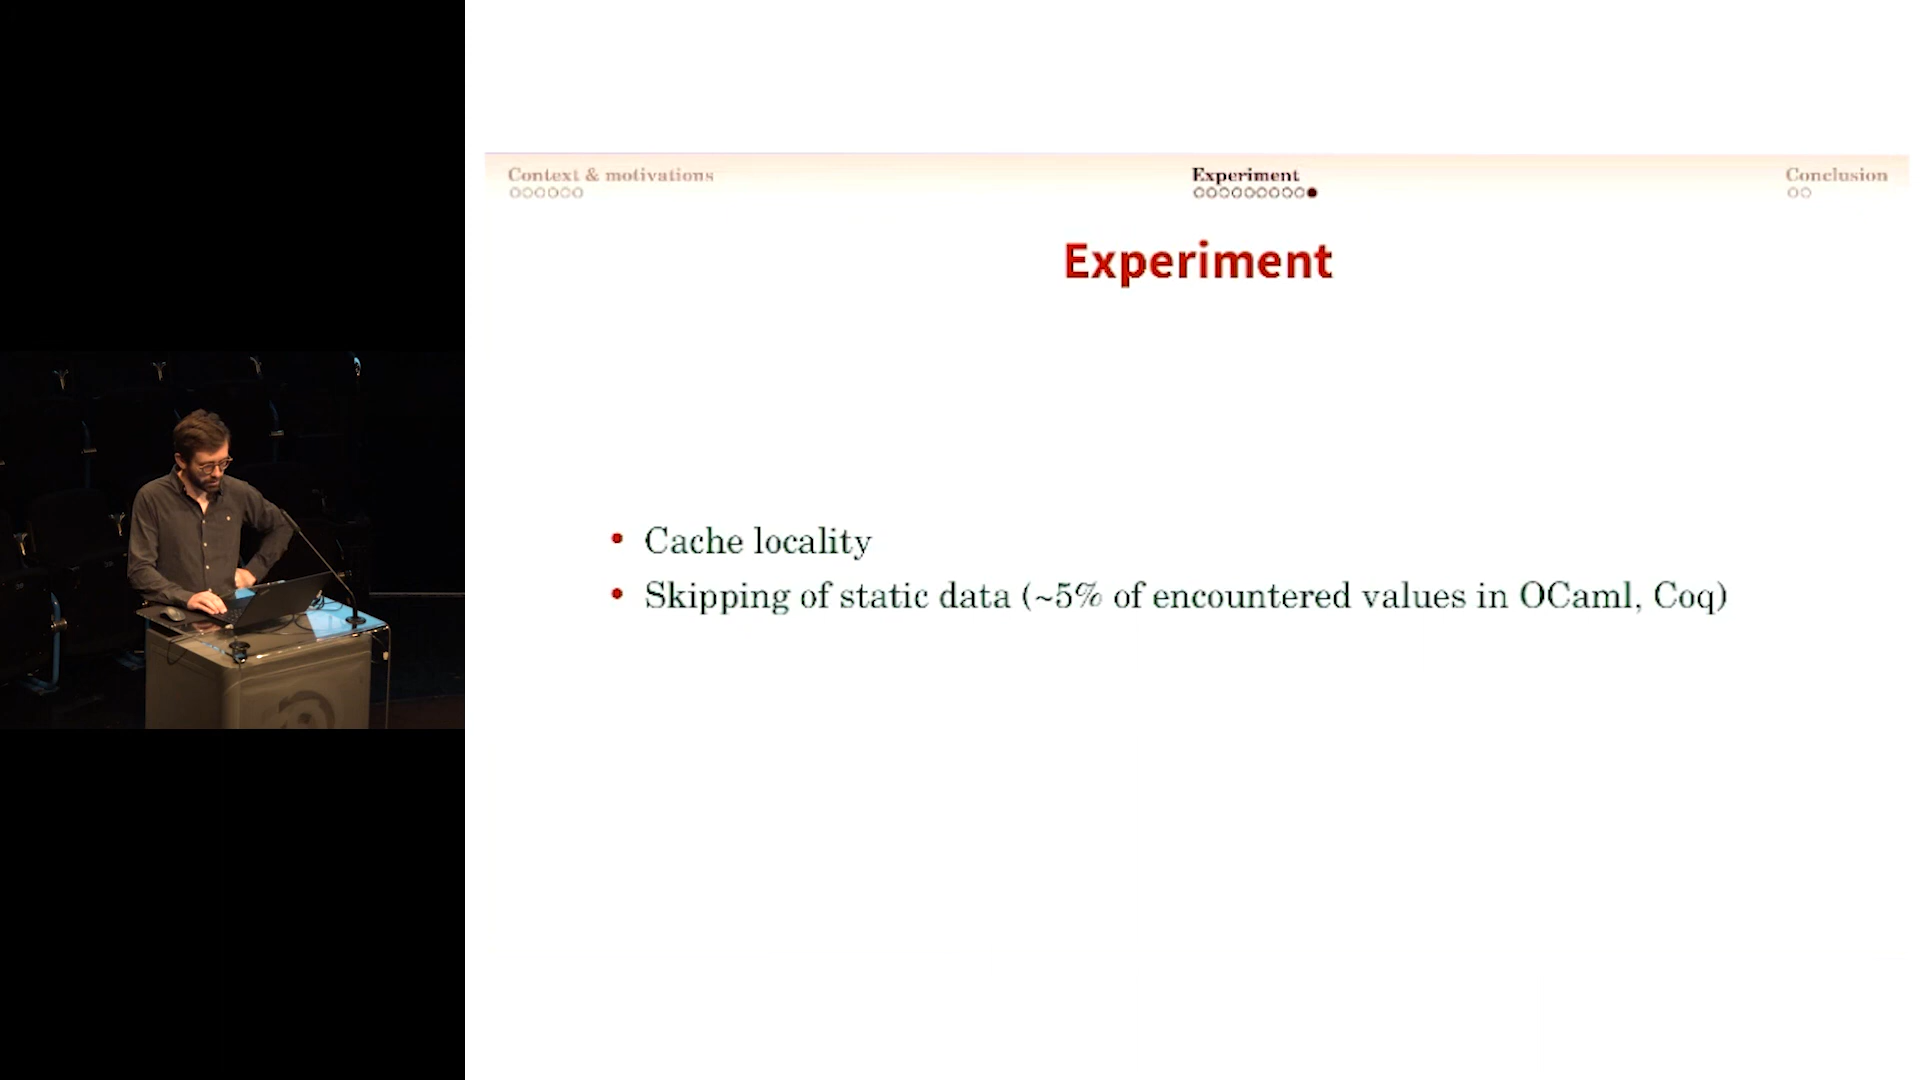 Context & motivations
Experiment
Conclusion
Experiment
• Cache locality
• Skipping of static data (~5% of encountered values in OCaml, Coq)